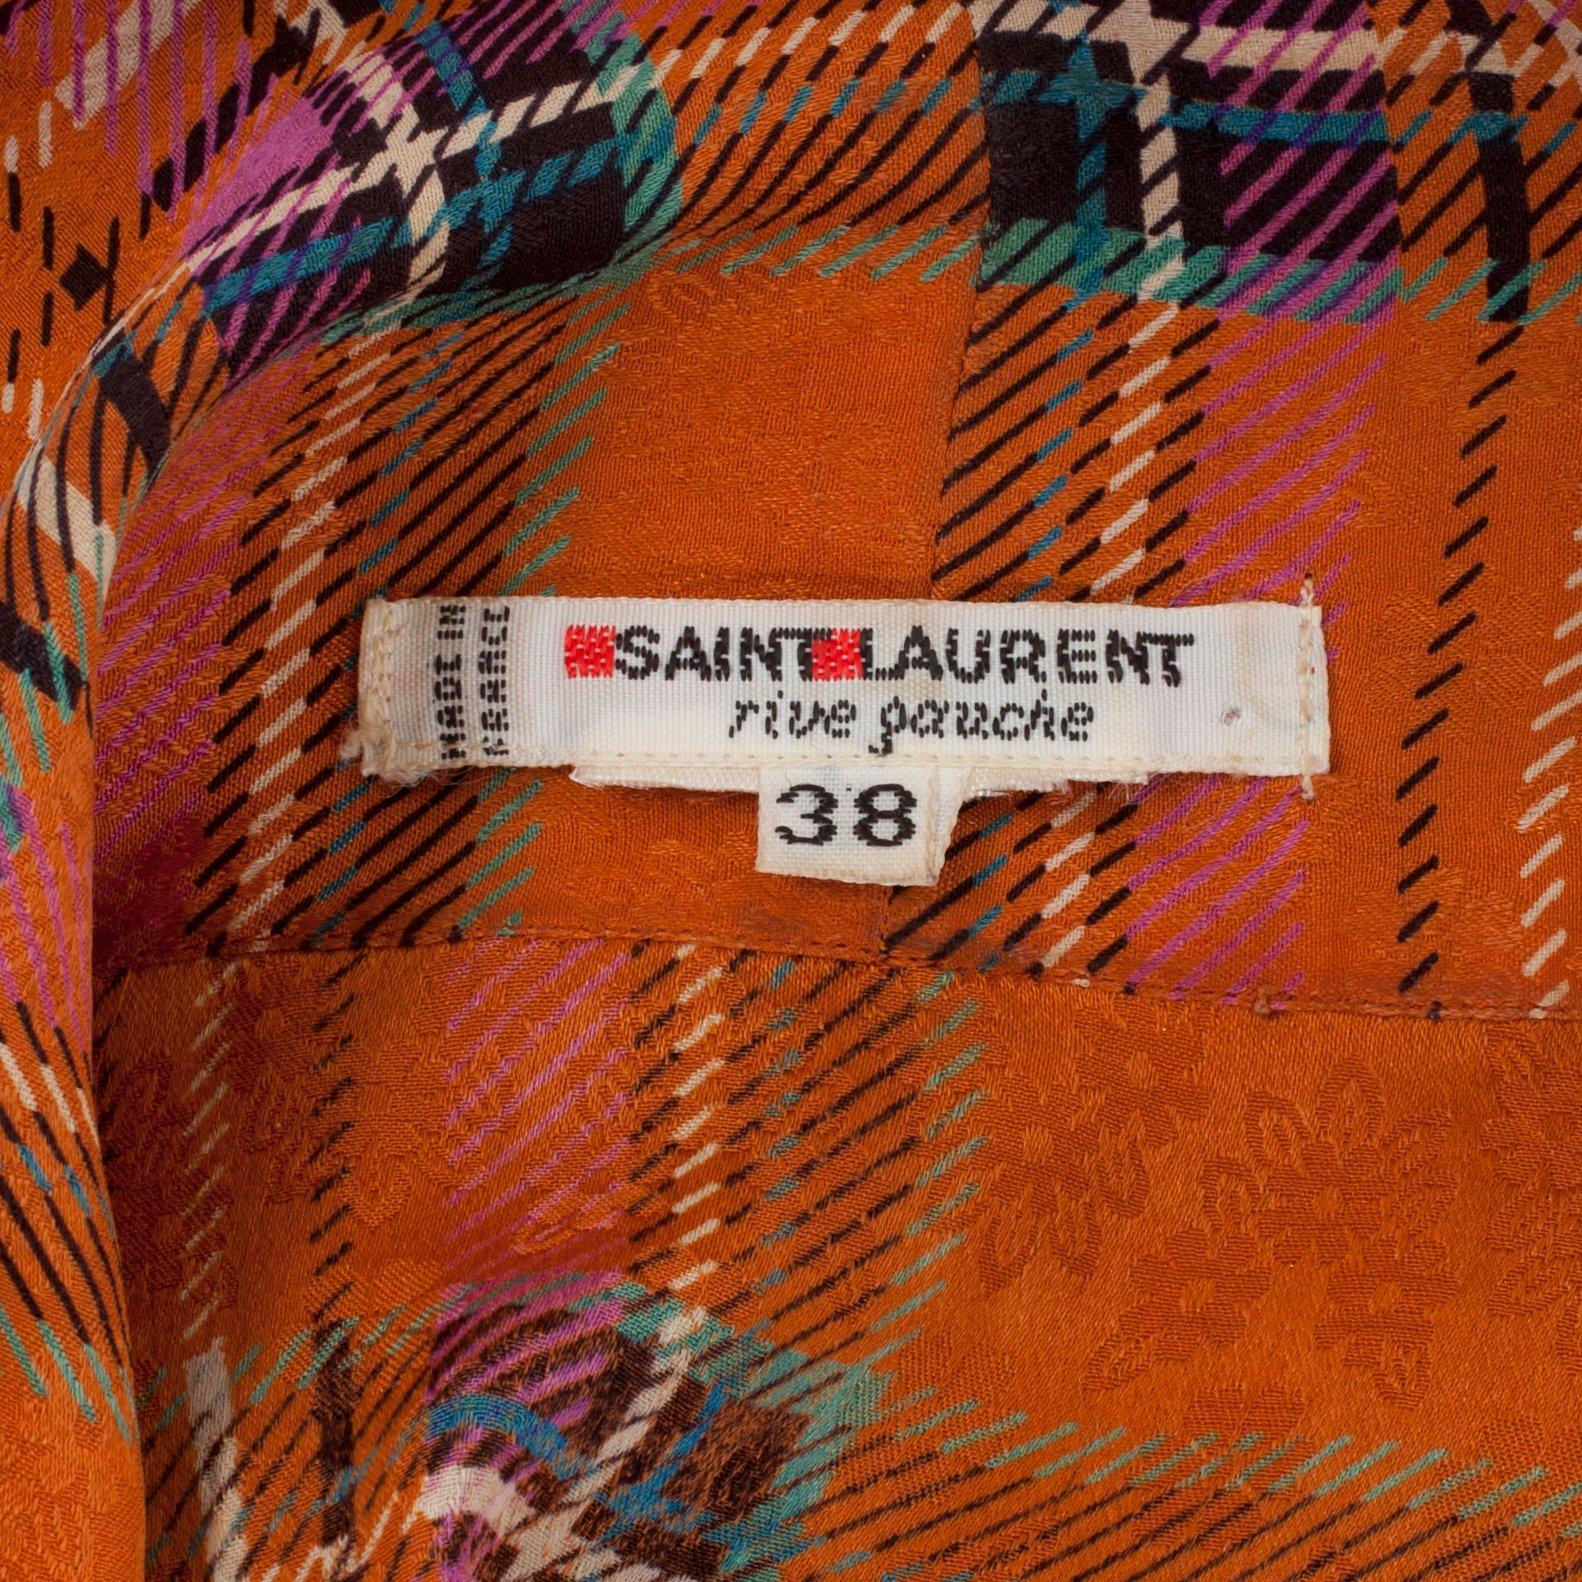 MADE IN
FRANCE
SAINT LAURENT
rive gauche
38